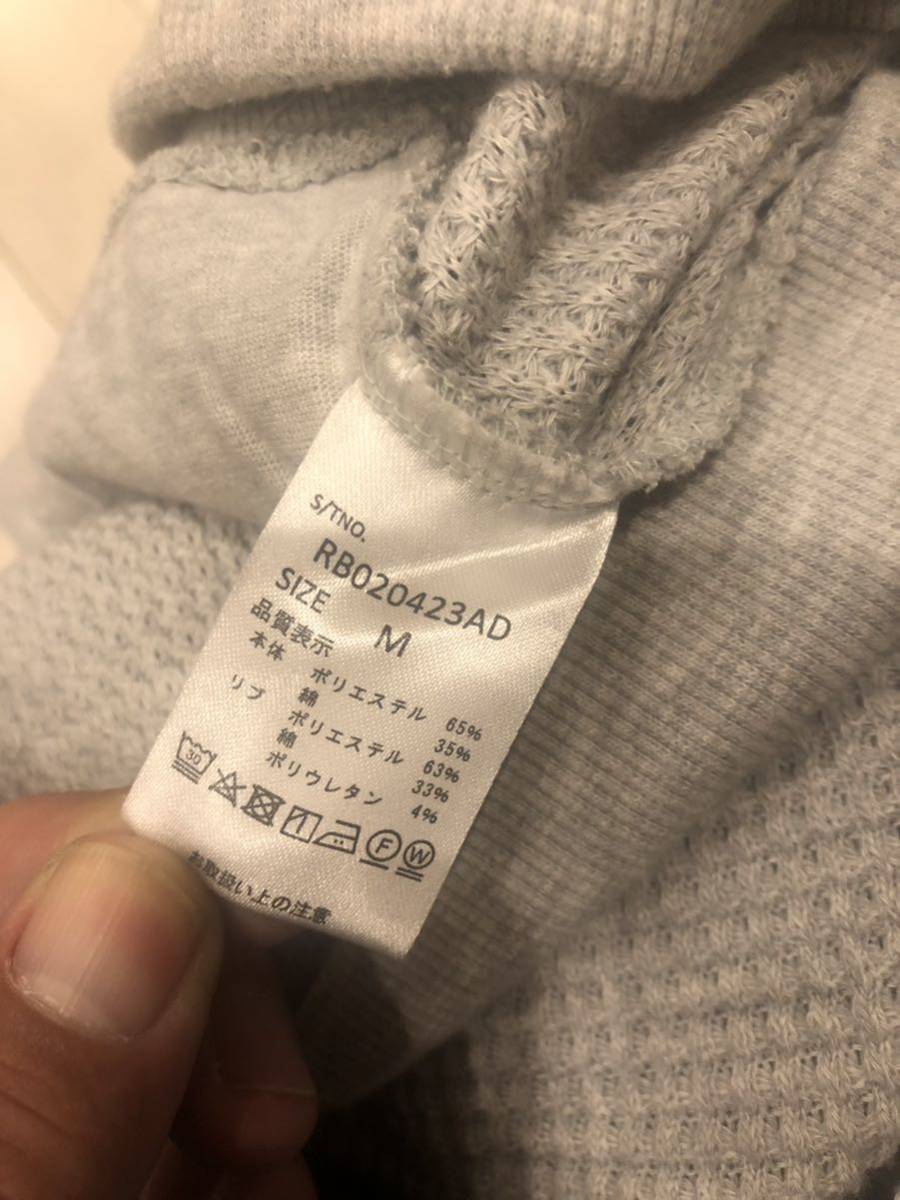 S/TNO.
RB020423AD
SIZE
M
品質表示
本体 ポリエステル 65%
綿 35%
リブ ポリエステル 63%
綿 33%
ポリウレタン 4%
30 F W
お取扱い上の注意